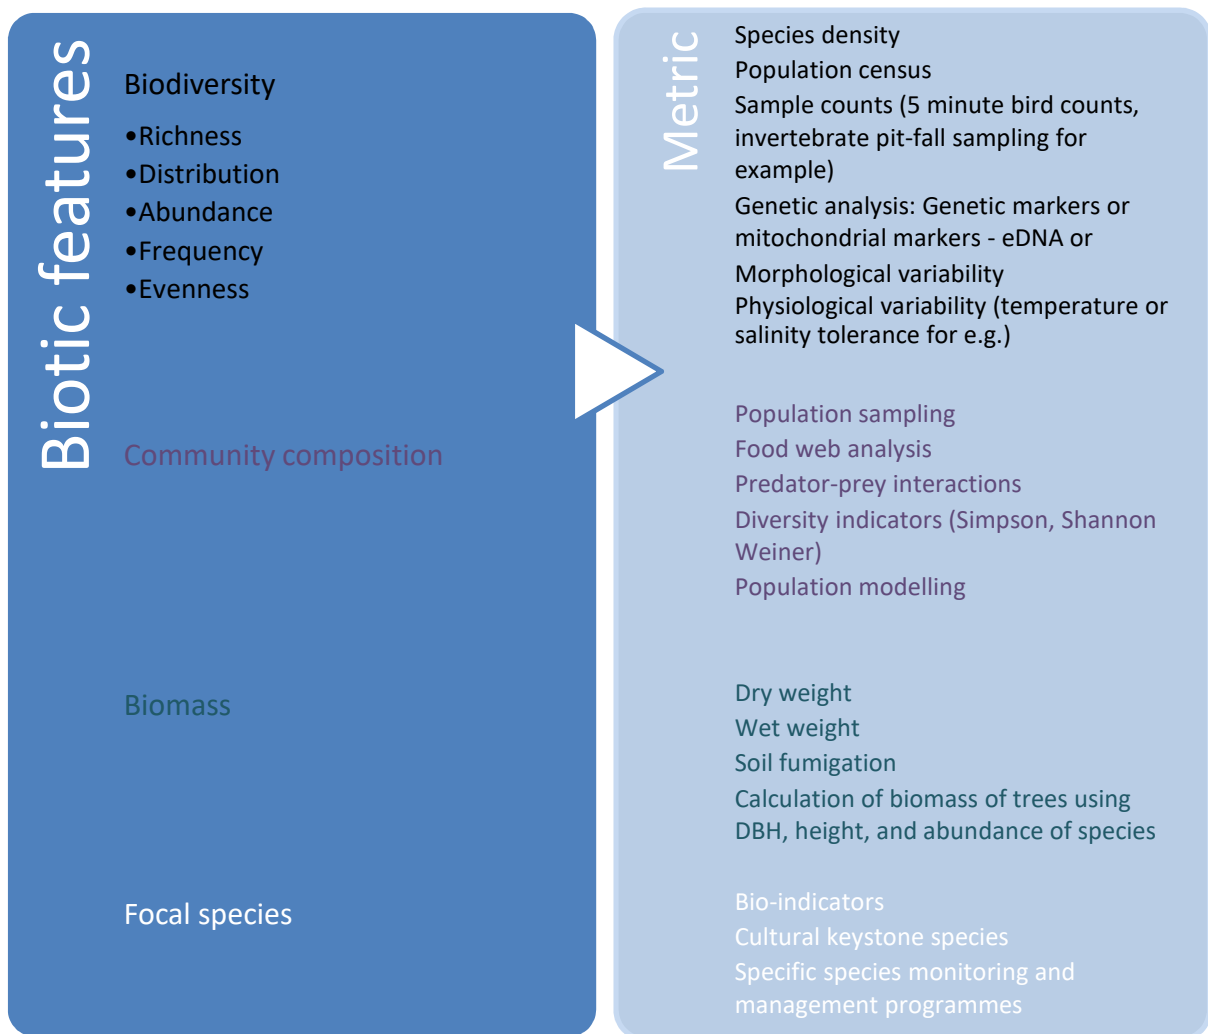 Biotic features
Biodiversity
•Richness
•Distribution
•Abundance
•Frequency
•Evenness
Community composition
Biomass
Focal species
Metric
Species density
Population census
Sample counts (5 minute bird counts,
invertebrate pit-fall sampling for
example)
Genetic analysis: Genetic markers or
mitochondrial markers - eDNA or
Morphological variability
Physiological variability (temperature or
salinity tolerance for e.g.)
Population sampling
Food web analysis
Predator-prey interactions
Diversity indicators (Simpson, Shannon
Weiner)
Population modelling
Dry weight
Wet weight
Soil fumigation
Calculation of biomass of trees using
DBH, height, and abundance of species
Bio-indicators
Cultural keystone species
Specific species monitoring and
management programmes